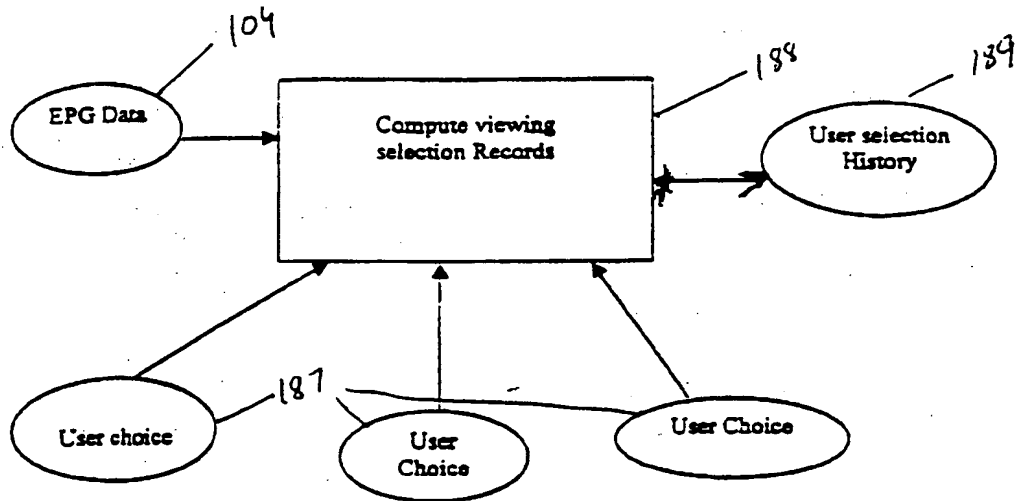 104
EPG Data
Compute viewing
selection Records
188
189
User selection
History
187
User choice
User
Choice
User Choice